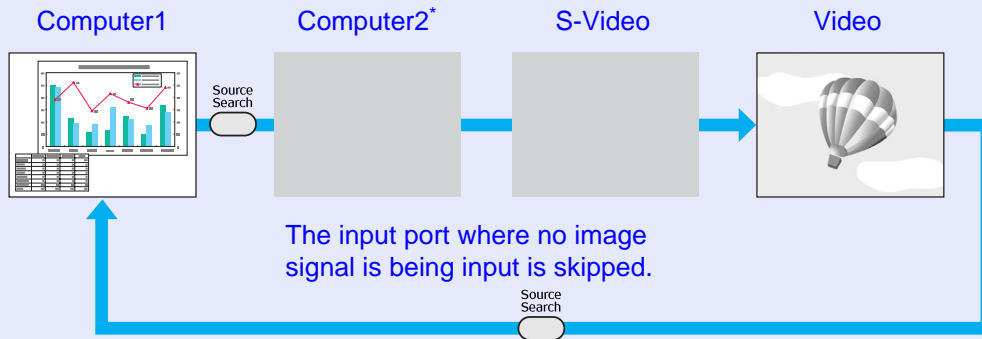 Computer1 Computer2* S-Video Video
Source
Search
The input port where no image
signal is being input is skipped.
Source
Search